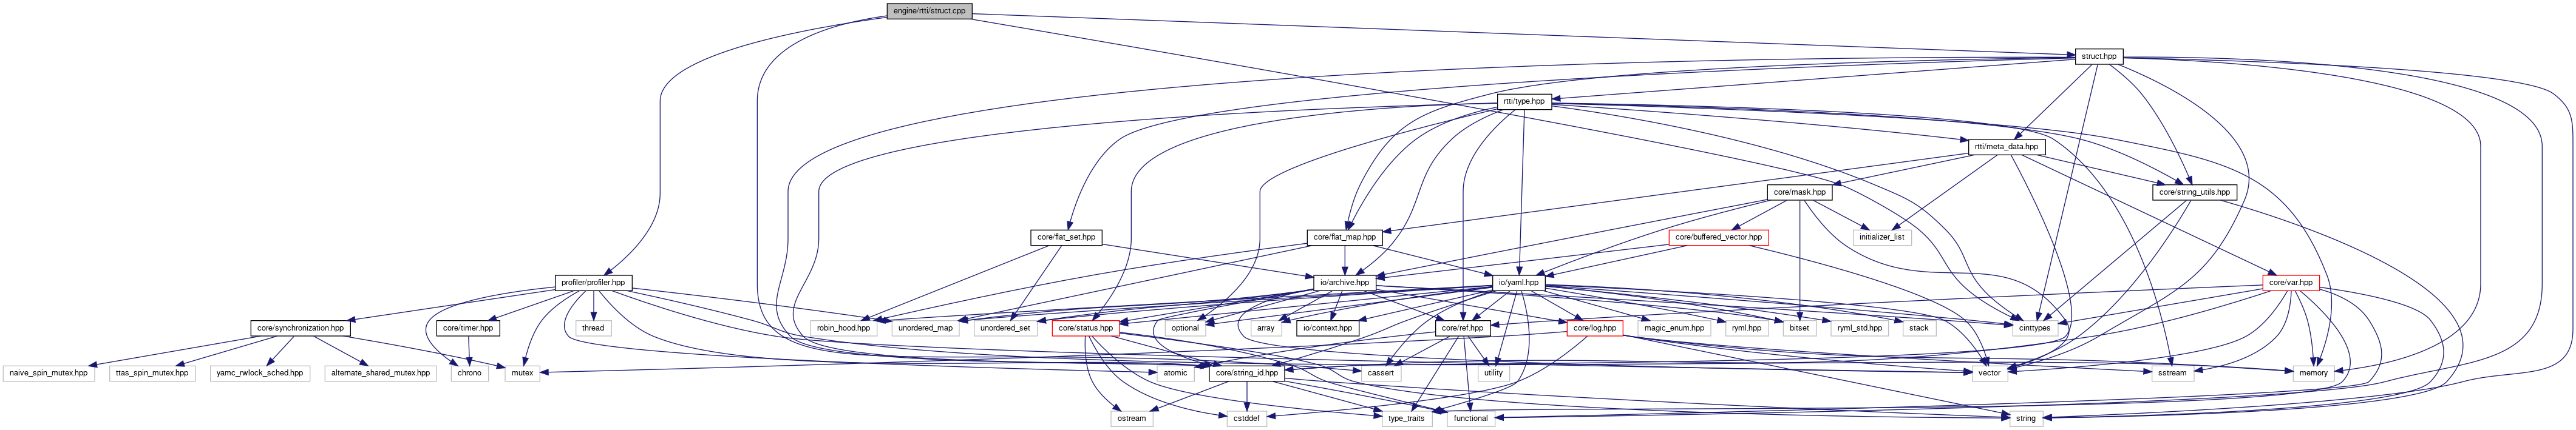 engine/rtti/struct.cpp
struct.hpp
rtti/type.hpp
rtti/meta_data.hpp
core/mask.hpp
core/string_utils.hpp
core/flat_set.hpp
core/flat_map.hpp
core/buffered_vector.hpp
initializer_list
profiler/profiler.hpp
io/archive.hpp
io/yaml.hpp
core/var.hpp
core/synchronization.hpp
core/timer.hpp
thread
robin_hood.hpp
unordered_map
unordered_set
core/status.hpp
optional
array
io/context.hpp
core/ref.hpp
core/log.hpp
magic_enum.hpp
ryml.hpp
bitset
ryml_std.hpp
stack
cinttypes
naive_spin_mutex.hpp
ttas_spin_mutex.hpp
yamc_rwlock_sched.hpp
alternate_shared_mutex.hpp
chrono
mutex
atomic
core/string_id.hpp
cassert
utility
vector
sstream
memory
ostream
cstddef
type_traits
functional
string